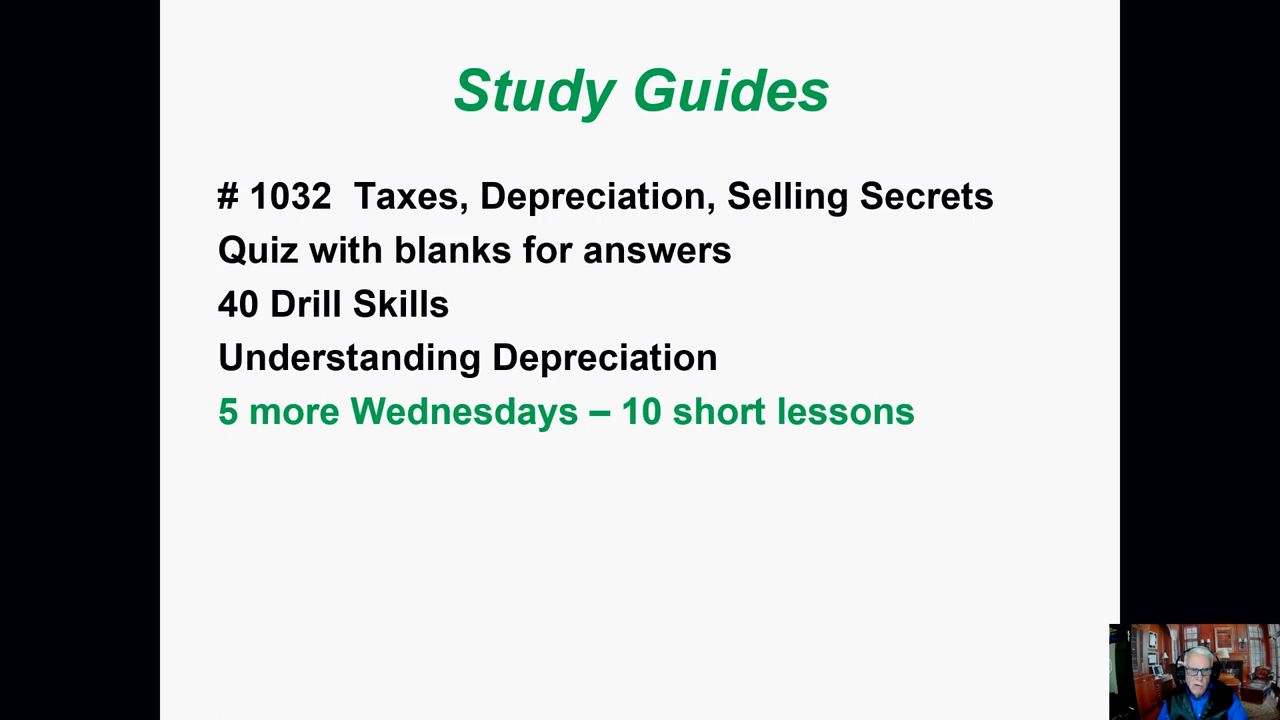 Study Guides
# 1032 Taxes, Depreciation, Selling Secrets
Quiz with blanks for answers
40 Drill Skills
Understanding Depreciation
5 more Wednesdays – 10 short lessons